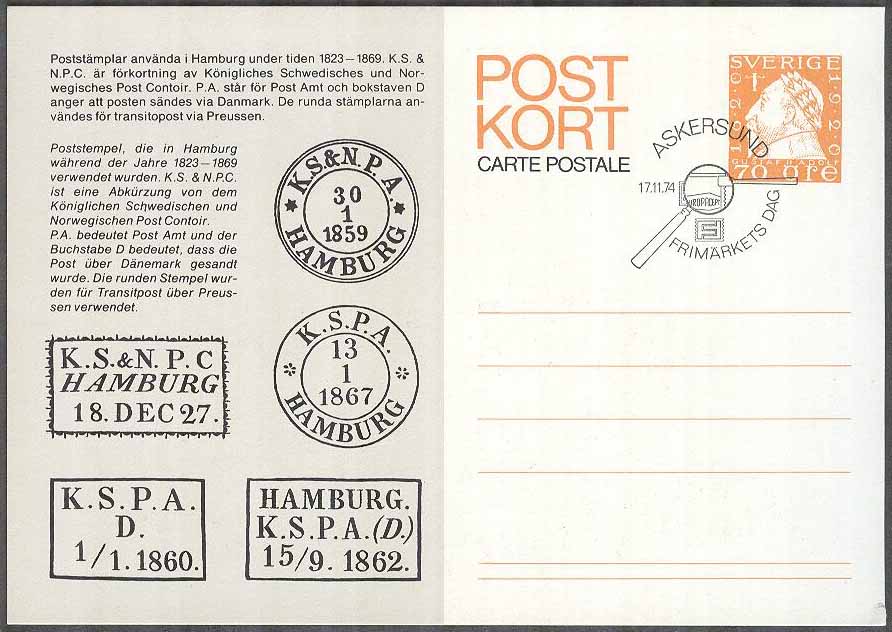 Poststämplar använda i Hamburg under tiden 1823–1869. K.S. &
N.P.C. är förkortning av Königliches Schwedisches und Nor-
wegisches Post Contoir. P.A. står för Post Amt och bokstaven D
anger att posten sändes via Danmark. De runda stämplarna an-
vändes för transitopost via Preussen.
Poststempel, die in Hamburg
während der Jahre 1823–1869
verwendet wurden. K.S. & N.P.C.
ist eine Abkürzung von dem
Königlichen Schwedischen und
Norwegischen Post Contoir.
P.A. bedeutet Post Amt und der
Buchstabe D bedeutet, dass die
Post über Dänemark gesandt
wurde. Die runden Stempel wur-
den für Transitpost über Preus-
sen verwendet.
K.S.&N.P.A.
30
1
1859
HAMBURG
K.S.P.A.
13
1
1867
HAMBURG
K.S.&N.P.C
HAMBURG
18.DEC 27.
K.S.P.A.
D.
1/1.1860.
HAMBURG.
K.S.P.A.(D.)
15/9.1862.
POST
KORT
CARTE POSTALE
SVERIGE
1920
1920
GUSTAF II ADOLF
70 öre
ASKERSUND
17.11.74
FRIMÄRKETS DAG